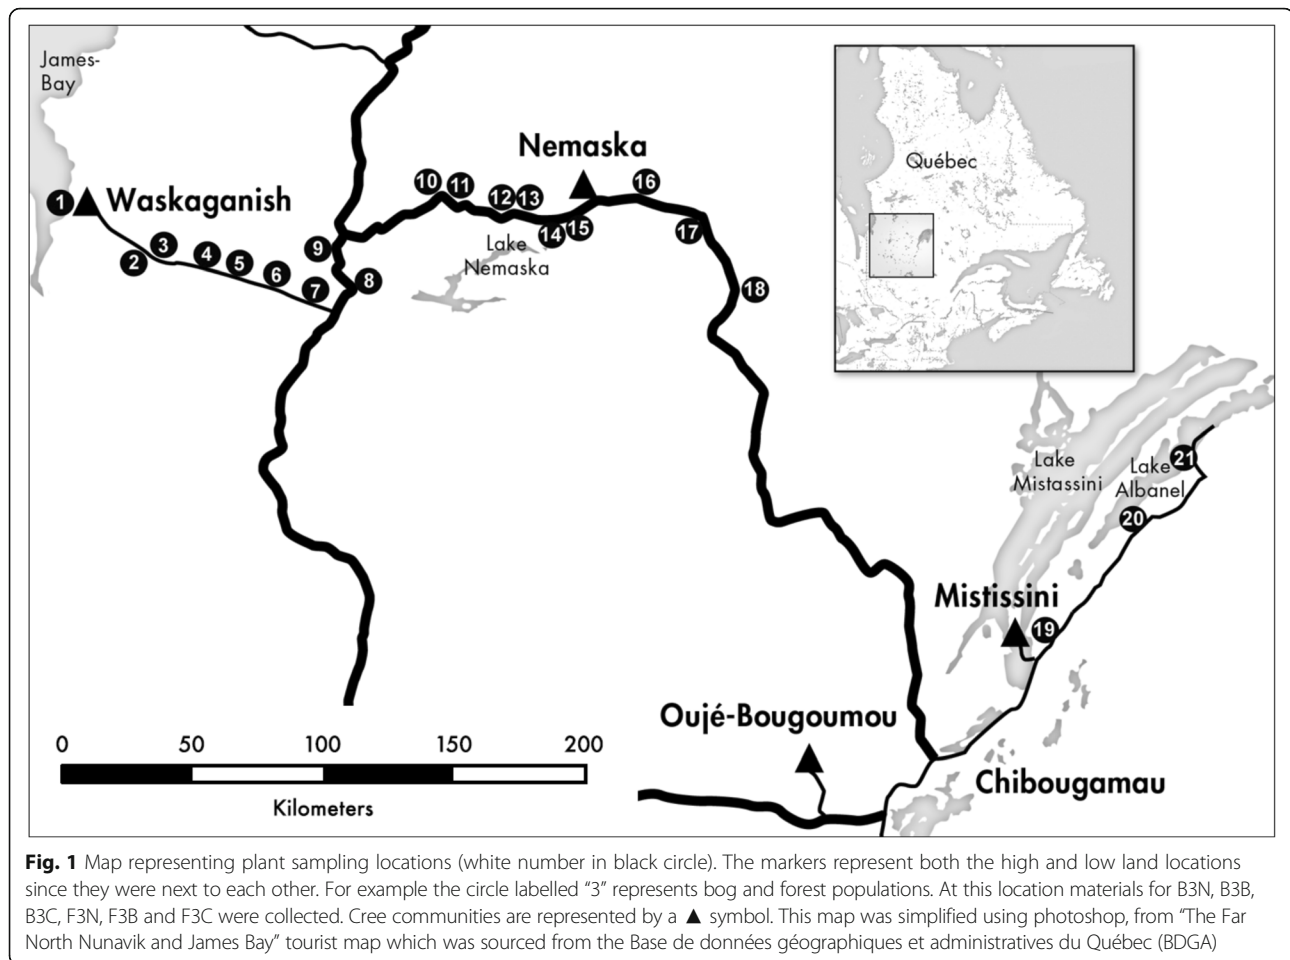 James-
Bay
Québec
Nemaska
10
11
12
13
16
1
Waskaganish
14
15
17
9
3
2
4
5
6
7
8
Lake
Nemaska
18
Lake
Mistassini
Lake
Albanel
21
20
Mistissini
19
Oujé-Bougoumou
Chibougamau
0 50 100 150 200
Kilometers
Fig. 1 Map representing plant sampling locations (white number in black circle). The markers represent both the high and low land locations
since they were next to each other. For example the circle labelled “3” represents bog and forest populations. At this location materials for B3N, B3B,
B3C, F3N, F3B and F3C were collected. Cree communities are represented by a ▲ symbol. This map was simplified using photoshop, from “The Far
North Nunavik and James Bay” tourist map which was sourced from the Base de données géographiques et administratives du Québec (BDGA)